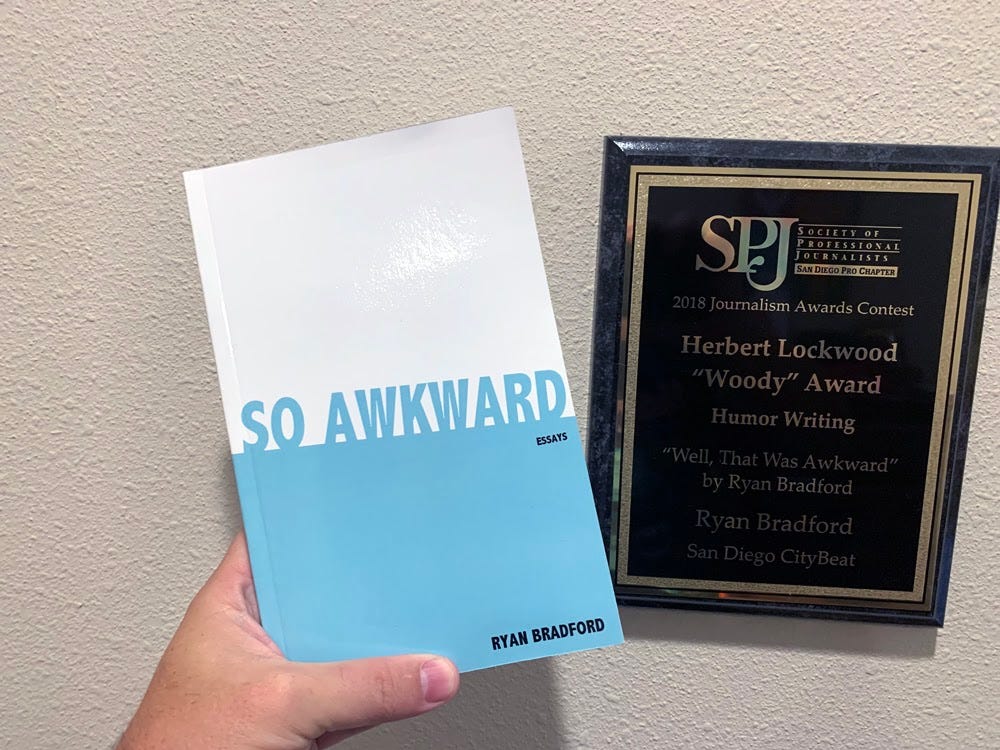 SO AWKWARD
ESSAYS
RYAN BRADFORD
SPJ
SOCIETY OF
PROFESSIONAL
JOURNALISTS
SAN DIEGO PRO CHAPTER
2018 Journalism Awards Contest
Herbert Lockwood
“Woody” Award
Humor Writing
“Well, That Was Awkward”
by Ryan Bradford
Ryan Bradford
San Diego CityBeat